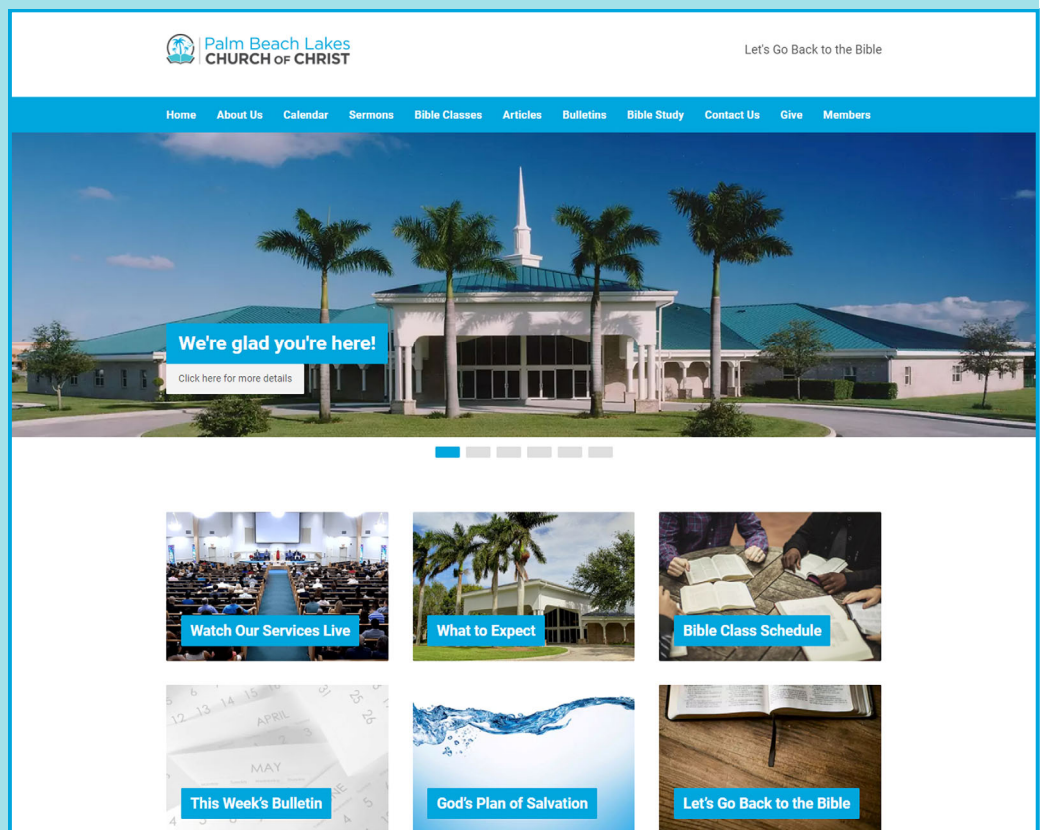 Palm Beach Lakes
CHURCH OF CHRIST
Let's Go Back to the Bible
Home About Us Calendar Sermons Bible Classes Articles Bulletins Bible Study Contact Us Give Members
We're glad you're here!
Click here for more details
Watch Our Services Live
What to Expect
Bible Class Schedule
APRIL
MAY
This Week's Bulletin
God's Plan of Salvation
Let's Go Back to the Bible